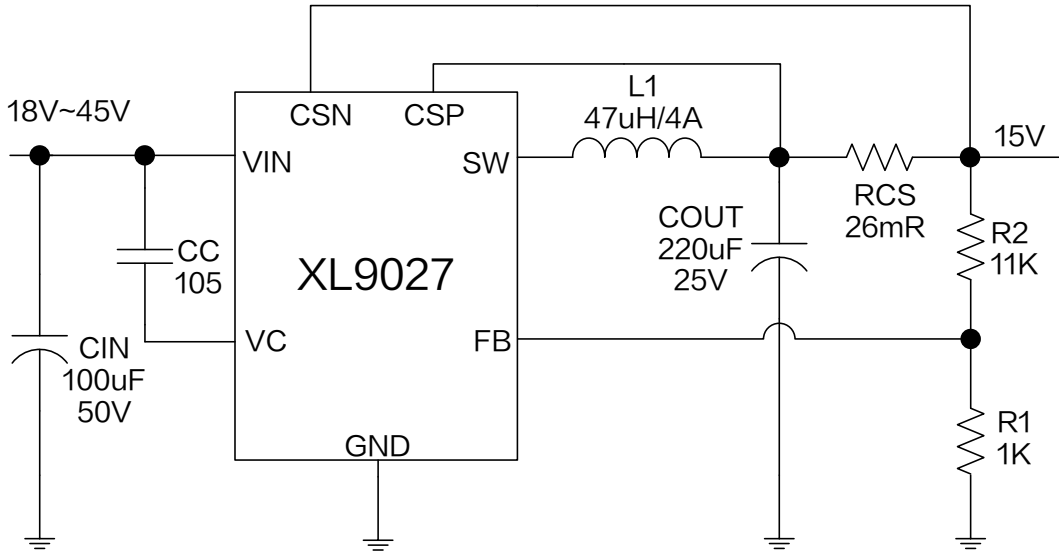 18V~45V
CSN
CSP
L1
47uH/4A
15V
VIN
SW
RCS
26mR
CC
105
XL9027
COUT
220uF
25V
R2
11K
VC
FB
CIN
100uF
50V
GND
R1
1K